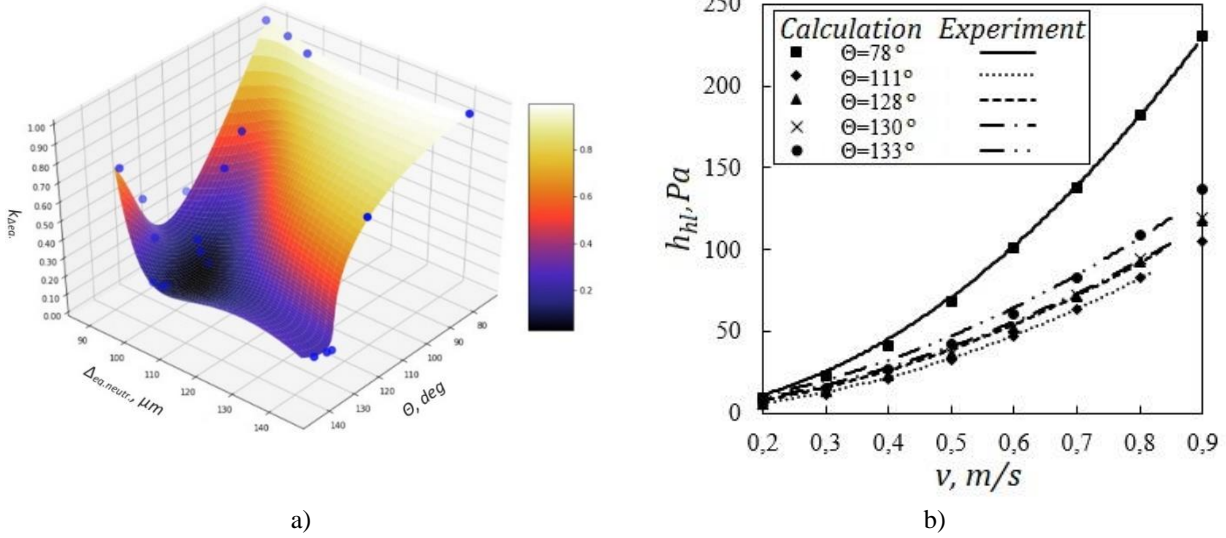 1.00
0.90
0.80
0.70
0.60
0.50
0.40
0.30
0.20
0.10
0.00
kΔea.
90
100
110
120
130
140
Δea.neutr., μm
140
130
120
110
100
90
80
Θ, deg
0.8
0.6
0.4
0.2
a)
250
200
150
100
50
0
hhl, Pa
Calculation Experiment
Θ=78°
Θ=111°
Θ=128°
Θ=130°
Θ=133°
0,2 0,3 0,4 0,5 0,6 0,7 0,8 0,9
v, m/s
b)